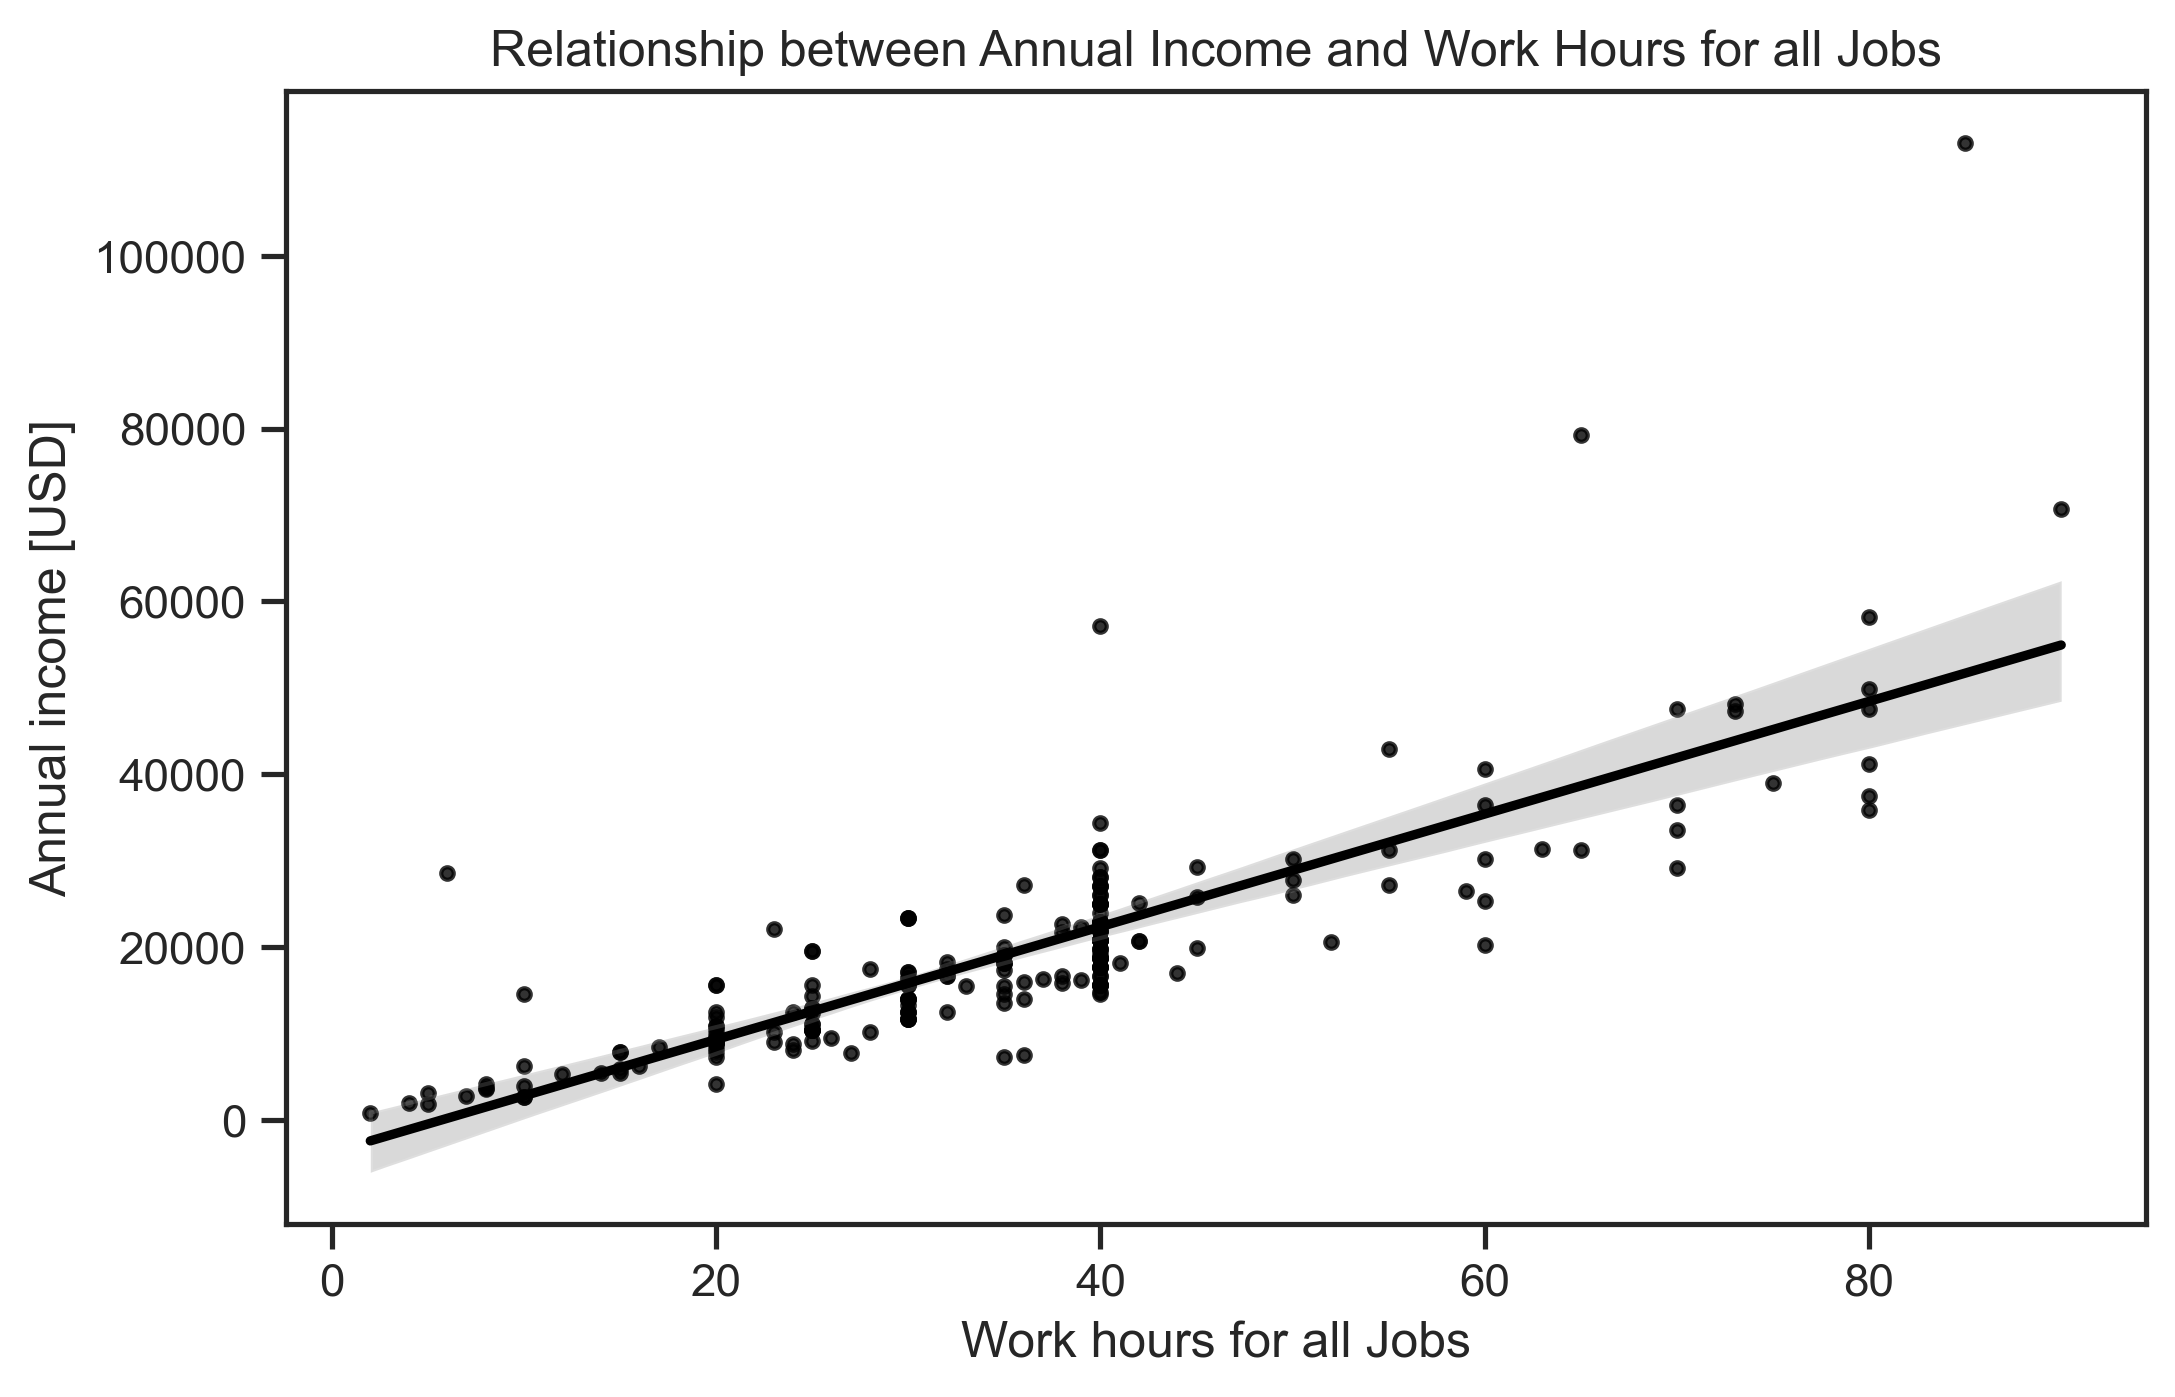 Relationship between Annual Income and Work Hours for all Jobs
Annual income [USD]
100000
80000
60000
40000
20000
0
0 20 40 60 80
Work hours for all Jobs